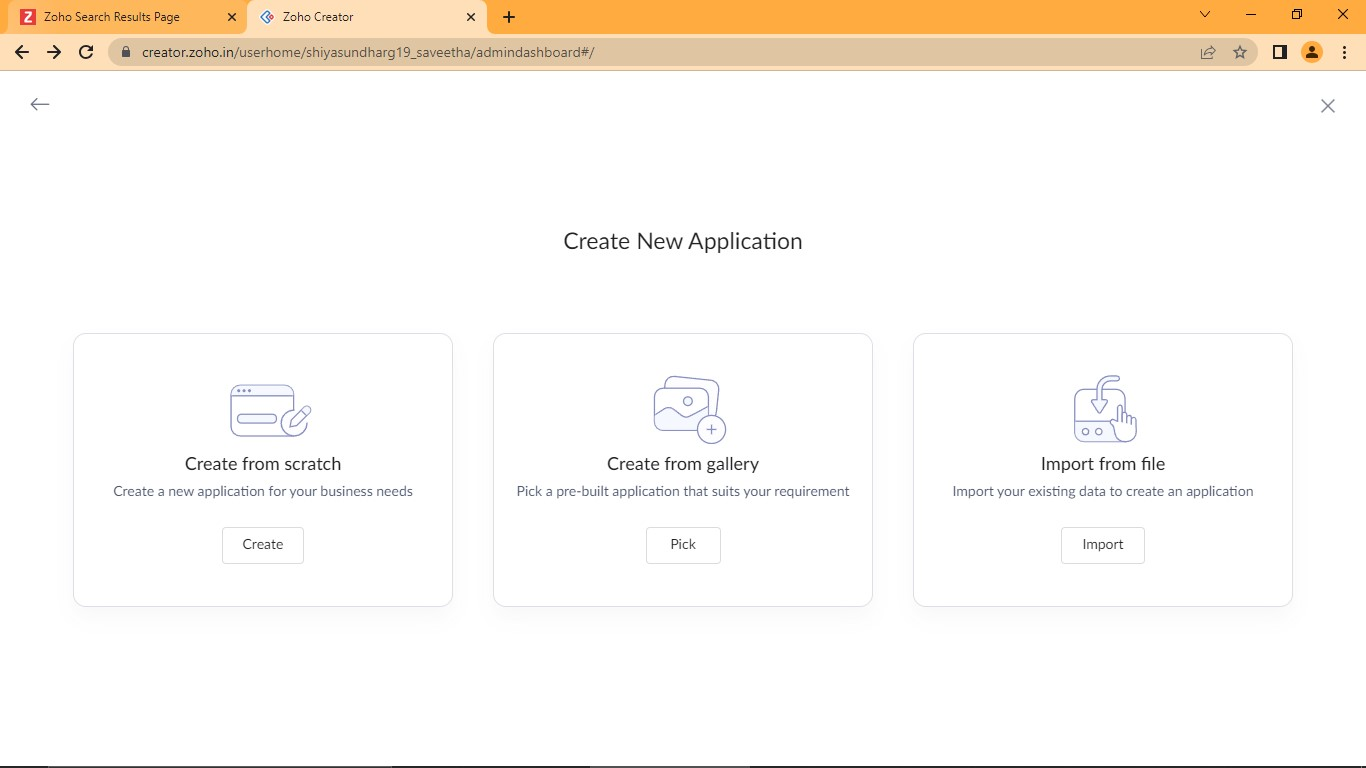 Zoho Search Results Page
Zoho Creator
creator.zoho.in/userhome/shiyasundharg19_saveetha/admindashboard#/
Create New Application
Create from scratch
Create a new application for your business needs
Create
Create from gallery
Pick a pre-built application that suits your requirement
Pick
Import from file
Import your existing data to create an application
Import